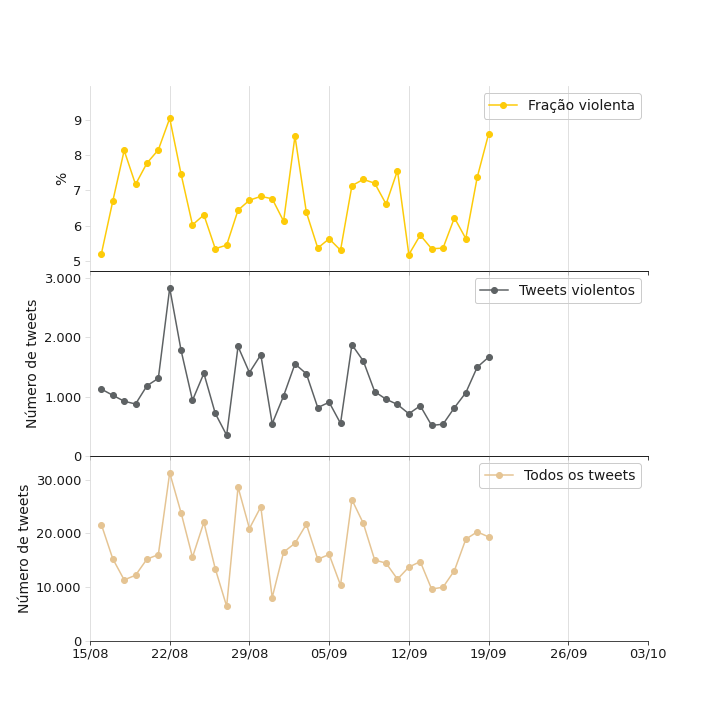 Fração violenta
9
8
7
6
5
%
Tweets violentos
3.000
2.000
1.000
0
Número de tweets
Todos os tweets
30.000
20.000
10.000
0
Número de tweets
15/08 22/08 29/08 05/09 12/09 19/09 26/09 03/10